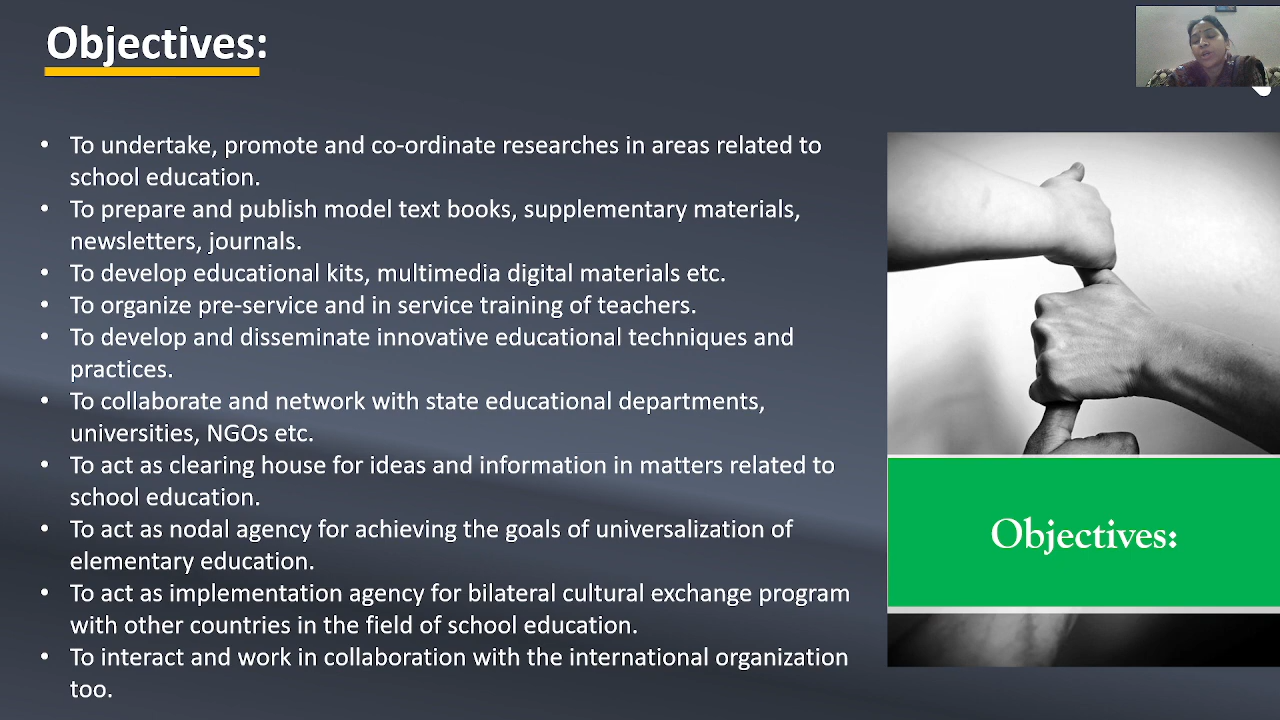 Objectives:
• To undertake, promote and co-ordinate researches in areas related to
school education.
• To prepare and publish model text books, supplementary materials,
newsletters, journals.
• To develop educational kits, multimedia digital materials etc.
• To organize pre-service and in service training of teachers.
• To develop and disseminate innovative educational techniques and
practices.
• To collaborate and network with state educational departments,
universities, NGOs etc.
• To act as clearing house for ideas and information in matters related to
school education.
• To act as nodal agency for achieving the goals of universalization of
elementary education.
• To act as implementation agency for bilateral cultural exchange program
with other countries in the field of school education.
• To interact and work in collaboration with the international organization
too.
Objectives: